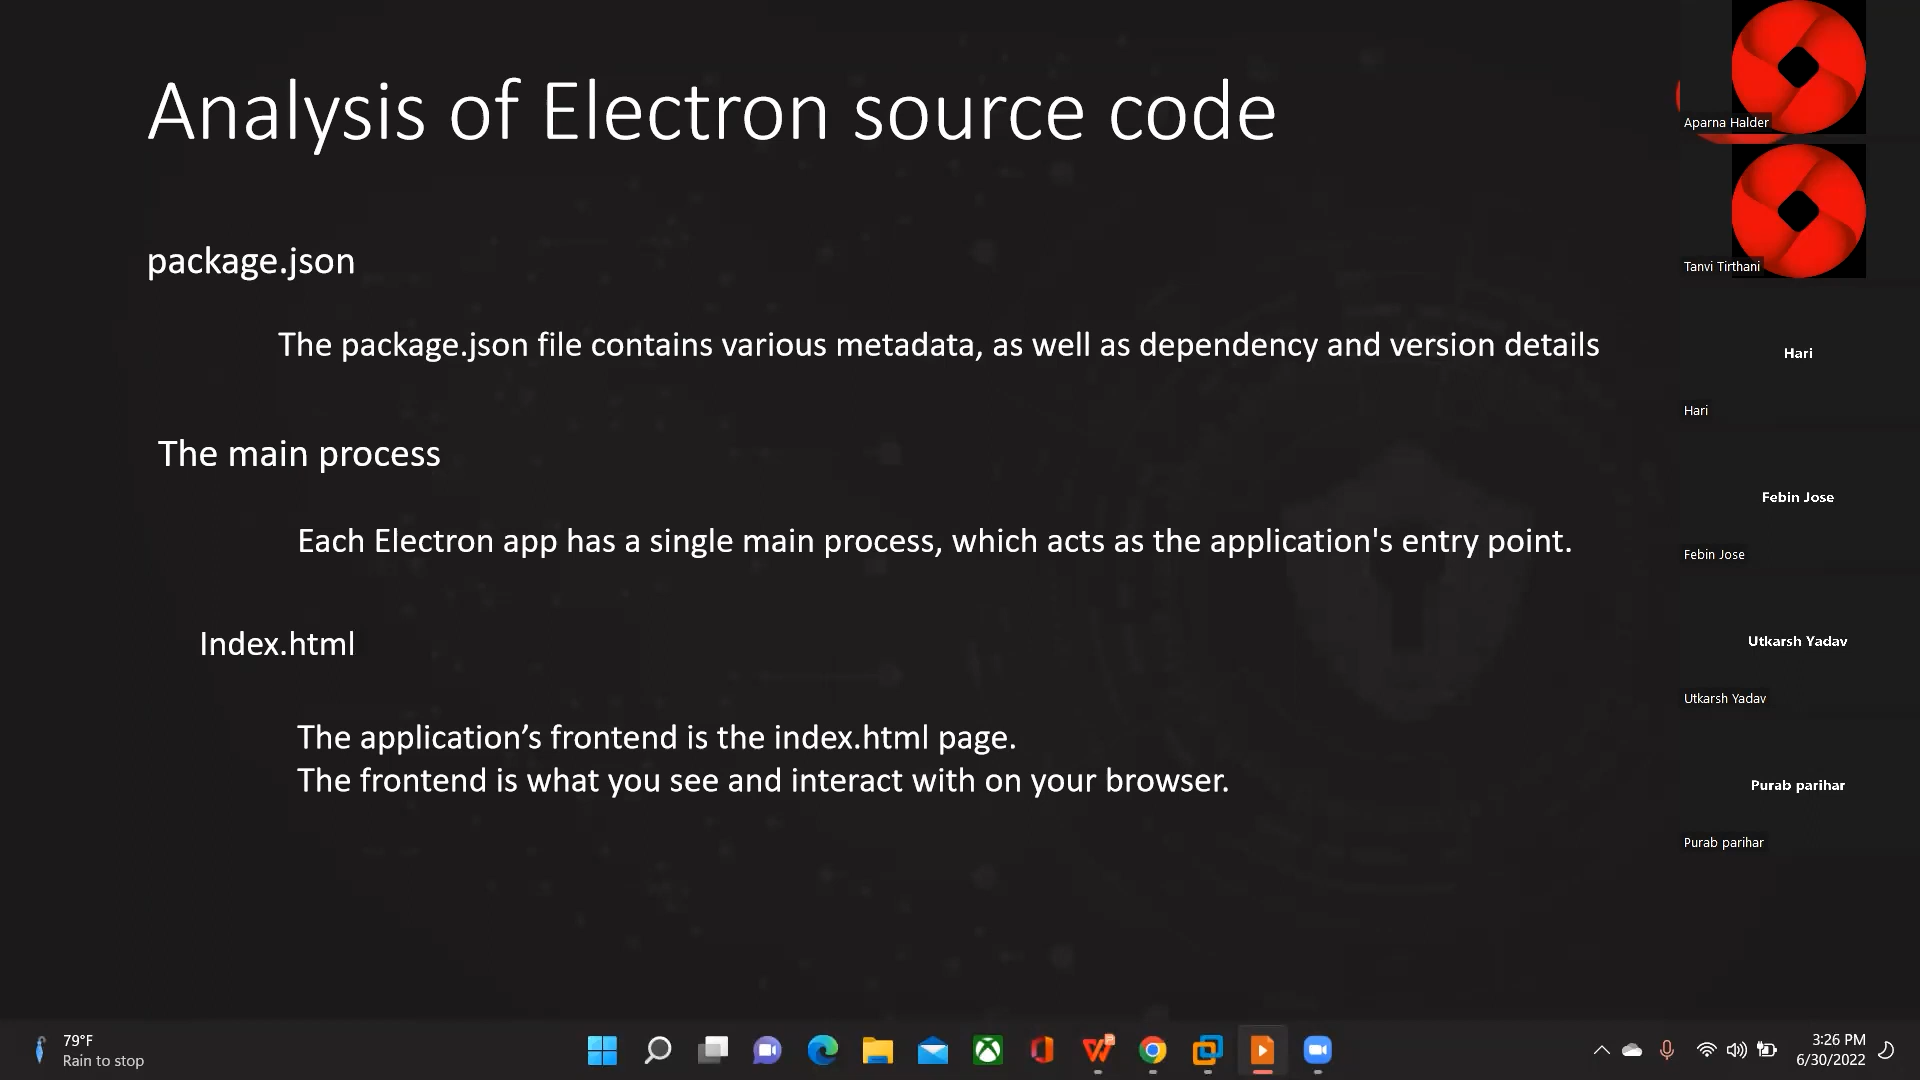 Analysis of Electron source code
package.json
The package.json file contains various metadata, as well as dependency and version details
The main process
Each Electron app has a single main process, which acts as the application's entry point.
Index.html
The application’s frontend is the index.html page.
The frontend is what you see and interact with on your browser.
Aparna Halder
Tanvi Tirthani
Hari
Hari
Febin Jose
Febin Jose
Utkarsh Yadav
Utkarsh Yadav
Purab parihar
Purab parihar
79°F
Rain to stop
3:26 PM
6/30/2022